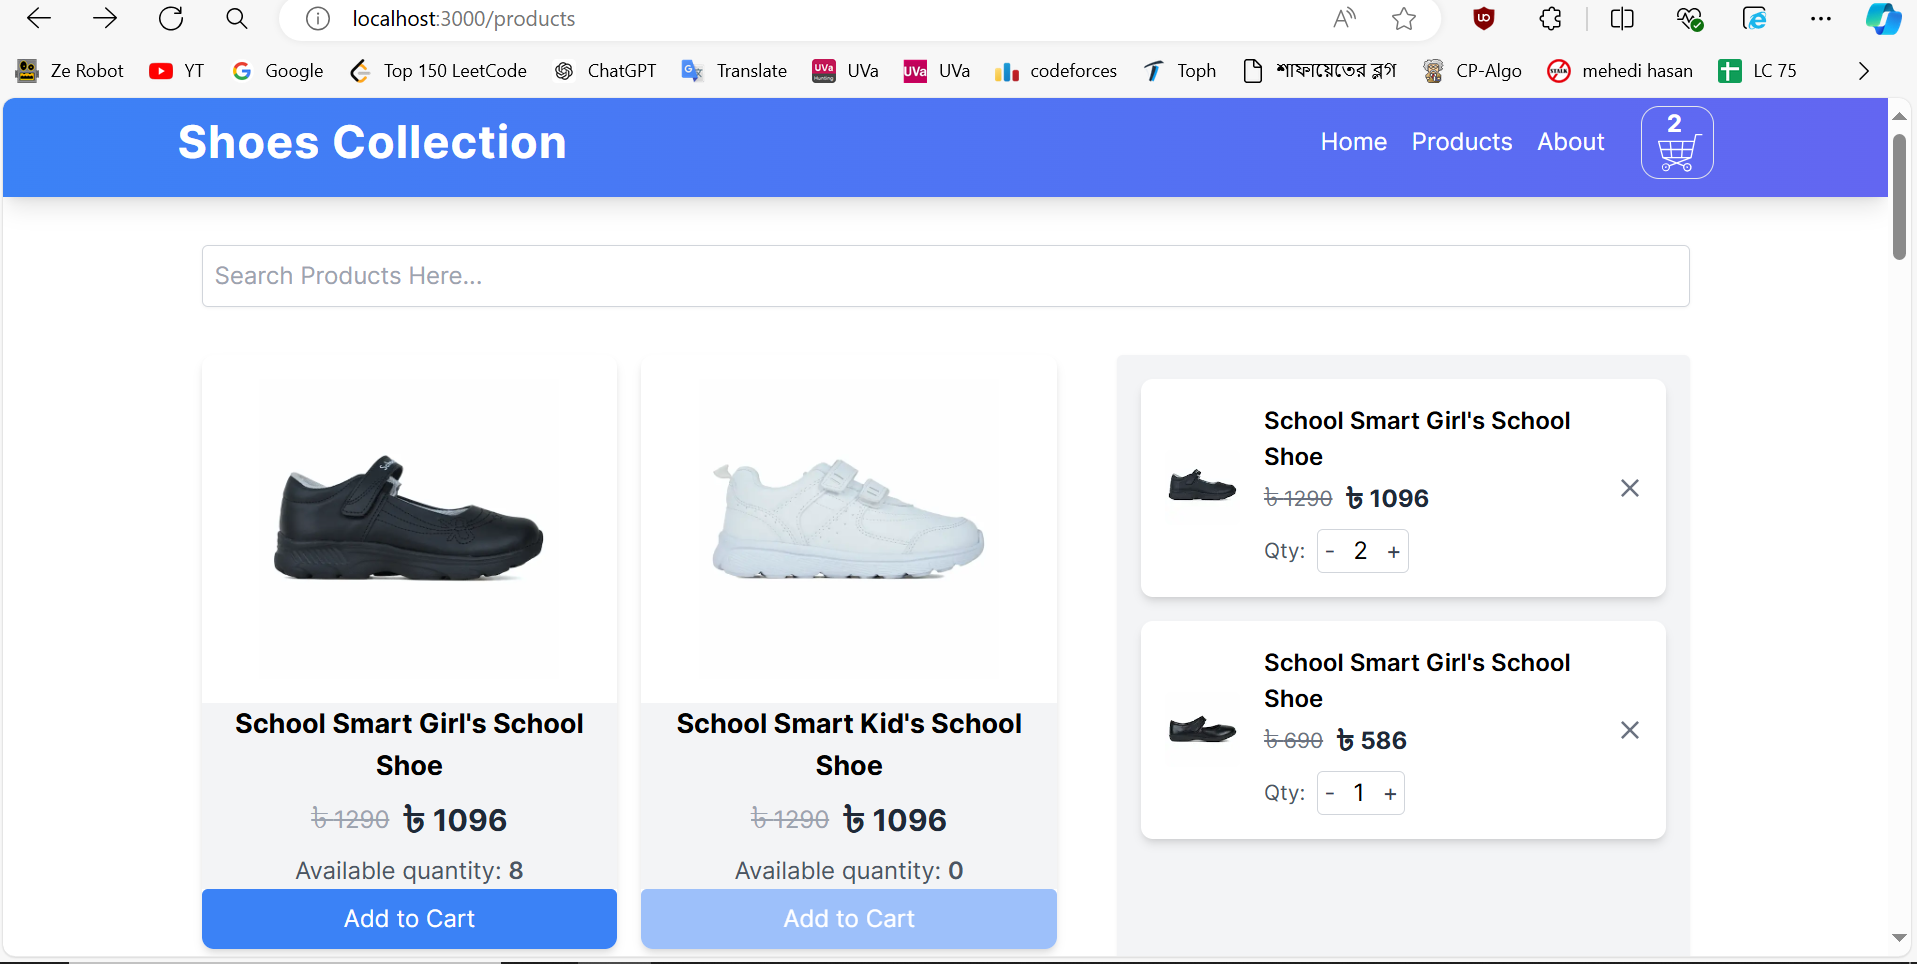 localhost:3000/products
Ze Robot YT Google Top 150 LeetCode ChatGPT Translate UVa UVa codeforces Toph শাফায়েতের ব্লগ CP-Algo mehedi hasan LC 75
Shoes Collection
Home Products About 2
Search Products Here...
School Smart Girl's School
Shoe
৳ 1290 ৳ 1096
Available quantity: 8
Add to Cart
School Smart Kid's School
Shoe
৳ 1290 ৳ 1096
Available quantity: 0
Add to Cart
School Smart Girl's School
Shoe
৳ 1290 ৳ 1096
Qty: - 2 +
School Smart Girl's School
Shoe
৳ 690 ৳ 586
Qty: - 1 +